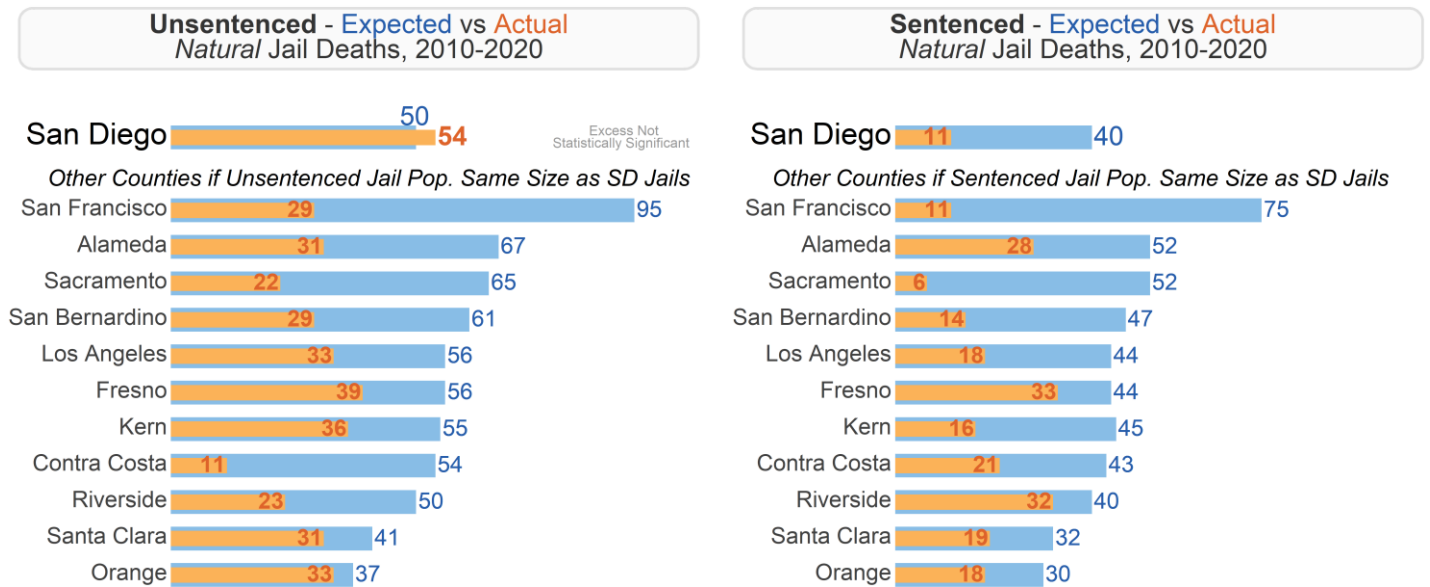 Unsentenced - Expected vs Actual
Natural Jail Deaths, 2010-2020
50
San Diego 54
Excess Not
Statistically Significant
Other Counties if Unsentenced Jail Pop. Same Size as SD Jails
San Francisco 29 95
Alameda 31 67
Sacramento 22 65
San Bernardino 29 61
Los Angeles 33 56
Fresno 39 56
Kern 36 55
Contra Costa 11 54
Riverside 23 50
Santa Clara 31 41
Orange 33 37
Sentenced - Expected vs Actual
Natural Jail Deaths, 2010-2020
San Diego 11 40
Other Counties if Sentenced Jail Pop. Same Size as SD Jails
San Francisco 11 75
Alameda 28 52
Sacramento 6 52
San Bernardino 14 47
Los Angeles 18 44
Fresno 33 44
Kern 16 45
Contra Costa 21 43
Riverside 32 40
Santa Clara 19 32
Orange 18 30